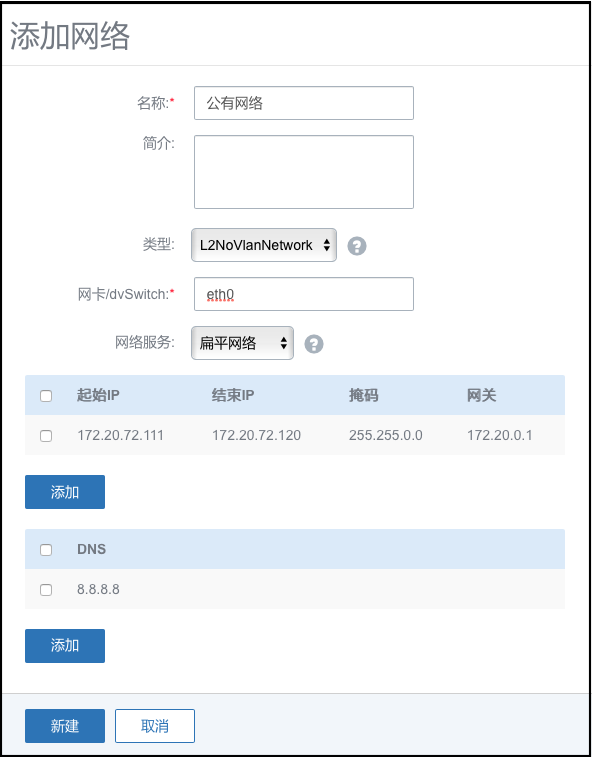 添加网络
名称:* 公有网络
简介:
类型: L2NoVlanNetwork ?
网卡/dvSwitch:* eth0
网络服务: 扁平网络 ?
起始IP 结束IP 掩码 网关
172.20.72.111 172.20.72.120 255.255.0.0 172.20.0.1
添加
DNS
8.8.8.8
添加
新建 取消